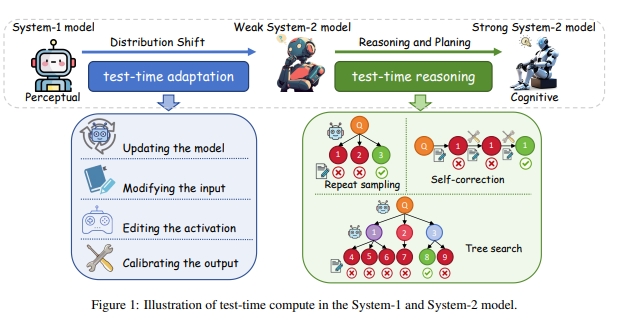 System-1 model
Weak System-2 model
Strong System-2 model
Distribution Shift
Reasoning and Planing
test-time adaptation
test-time reasoning
Perceptual
Cognitive
Updating the model
Modifying the input
Editing the activation
Calibrating the output
Q
1 2 3
Repeat sampling
Q 1 1 1
Self-correction
Q
1 2 3
4 5 6 7 8 9
Tree search
Figure 1: Illustration of test-time compute in the System-1 and System-2 model.